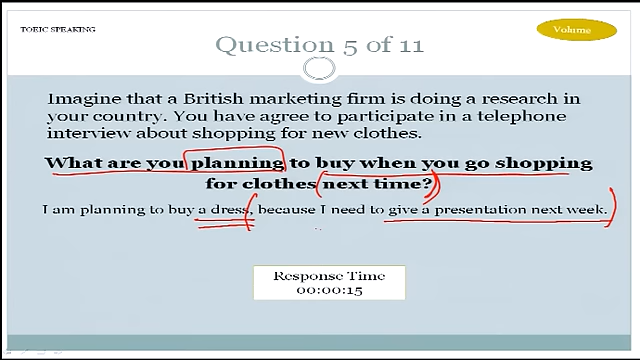 TOEIC SPEAKING
Volume
Question 5 of 11
Imagine that a British marketing firm is doing a research in
your country. You have agree to participate in a telephone
interview about shopping for new clothes.
What are you planning to buy when you go shopping
for clothes next time?
I am planning to buy a dress, because I need to give a presentation next week.
Response Time
00:00:15